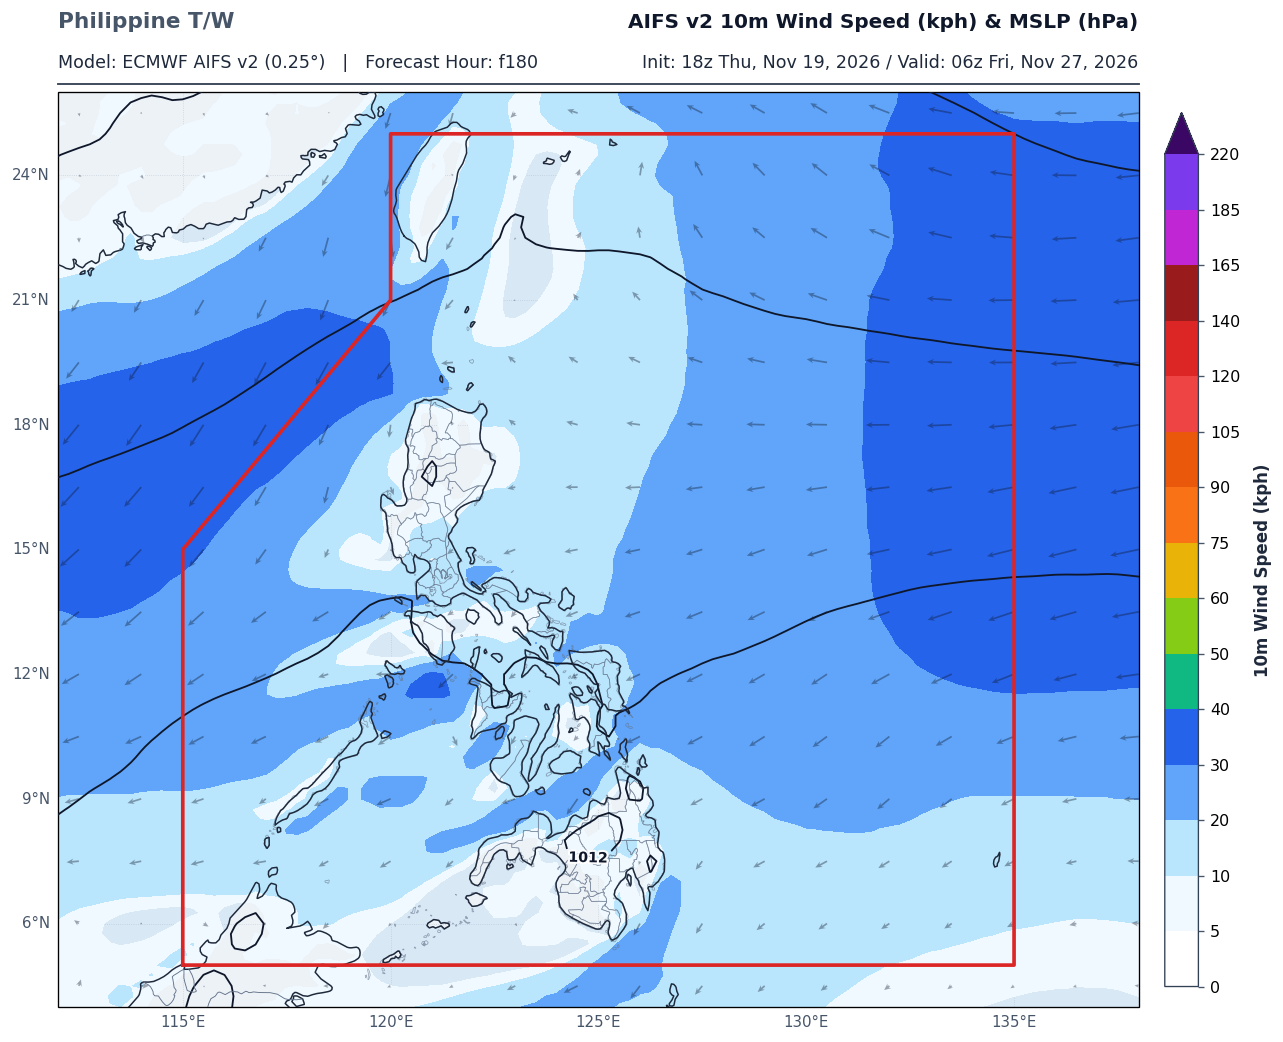 Philippine T/W
AIFS v2 10m Wind Speed (kph) & MSLP (hPa)
Model: ECMWF AIFS v2 (0.25°) | Forecast Hour: f180
Init: 18z Thu, Nov 19, 2026 / Valid: 06z Fri, Nov 27, 2026
24°N
21°N
18°N
15°N
12°N
9°N
6°N
1012
115°E
120°E
125°E
130°E
135°E
220
185
165
140
120
105
90
75
60
50
40
30
20
10
5
0
10m Wind Speed (kph)